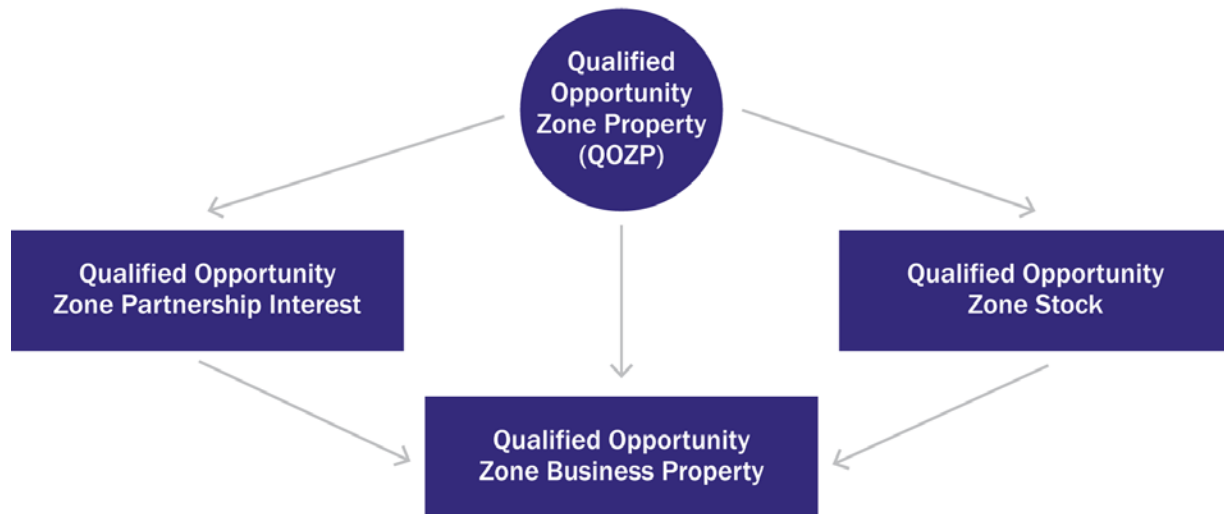 Qualified
Opportunity
Zone Property
(QOZP)
Qualified Opportunity
Zone Partnership Interest
Qualified Opportunity
Zone Stock
Qualified Opportunity
Zone Business Property